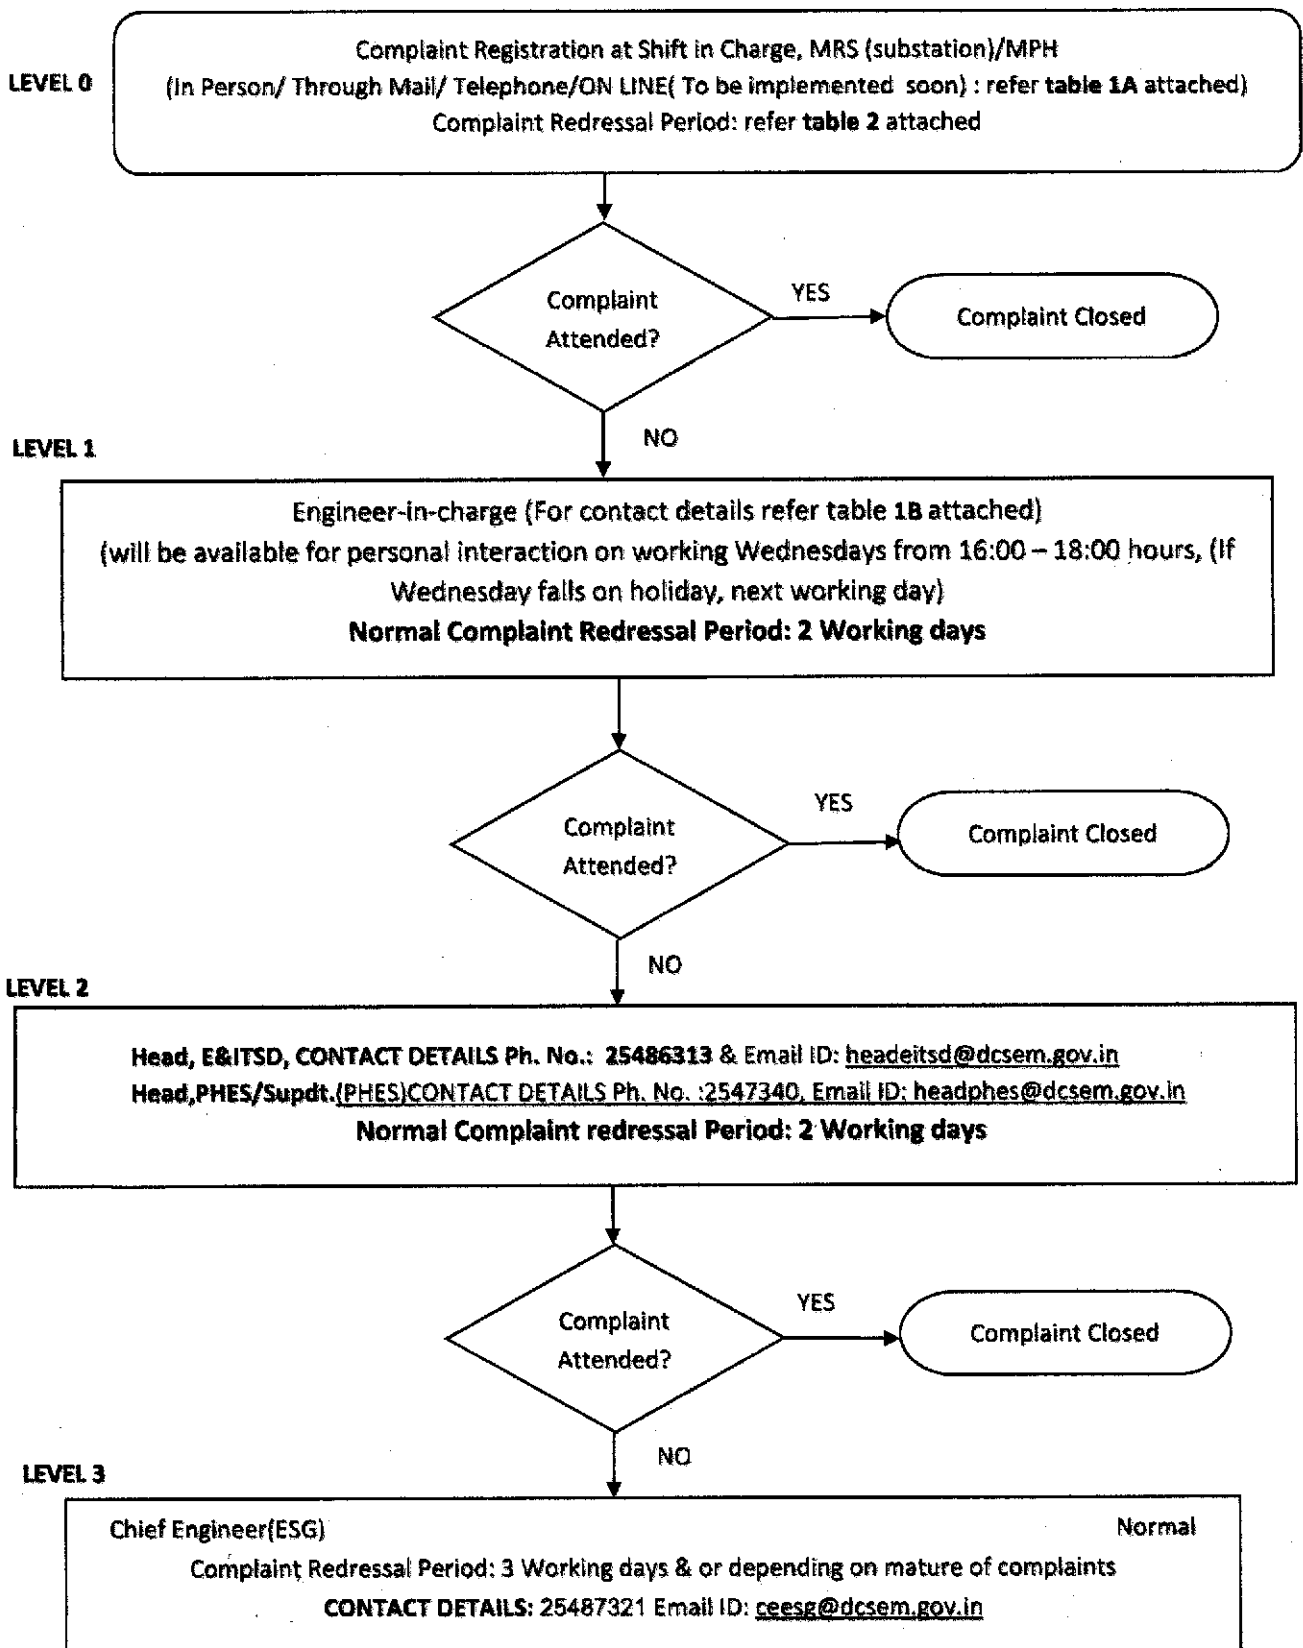 LEVEL 0
Complaint Registration at Shift in Charge, MRS (substation)/MPH
(In Person/ Through Mail/ Telephone/ON LINE( To be implemented soon) : refer table 1A attached)
Complaint Redressal Period: refer table 2 attached
Complaint
Attended?
YES
Complaint Closed
NO
LEVEL 1
Engineer-in-charge (For contact details refer table 1B attached)
(will be available for personal interaction on working Wednesdays from 16:00 – 18:00 hours, (If
Wednesday falls on holiday, next working day)
Normal Complaint Redressal Period: 2 Working days
Complaint
Attended?
YES
Complaint Closed
NO
LEVEL 2
Head, E&ITSD, CONTACT DETAILS Ph. No.: 25486313 & Email ID: headeitsd@dcsem.gov.in
Head,PHES/Supdt.(PHES)CONTACT DETAILS Ph. No. :2547340, Email ID: headphes@dcsem.gov.in
Normal Complaint redressal Period: 2 Working days
Complaint
Attended?
YES
Complaint Closed
NO
LEVEL 3
Chief Engineer(ESG) Normal
Complaint Redressal Period: 3 Working days & or depending on mature of complaints
CONTACT DETAILS: 25487321 Email ID: ceesg@dcsem.gov.in